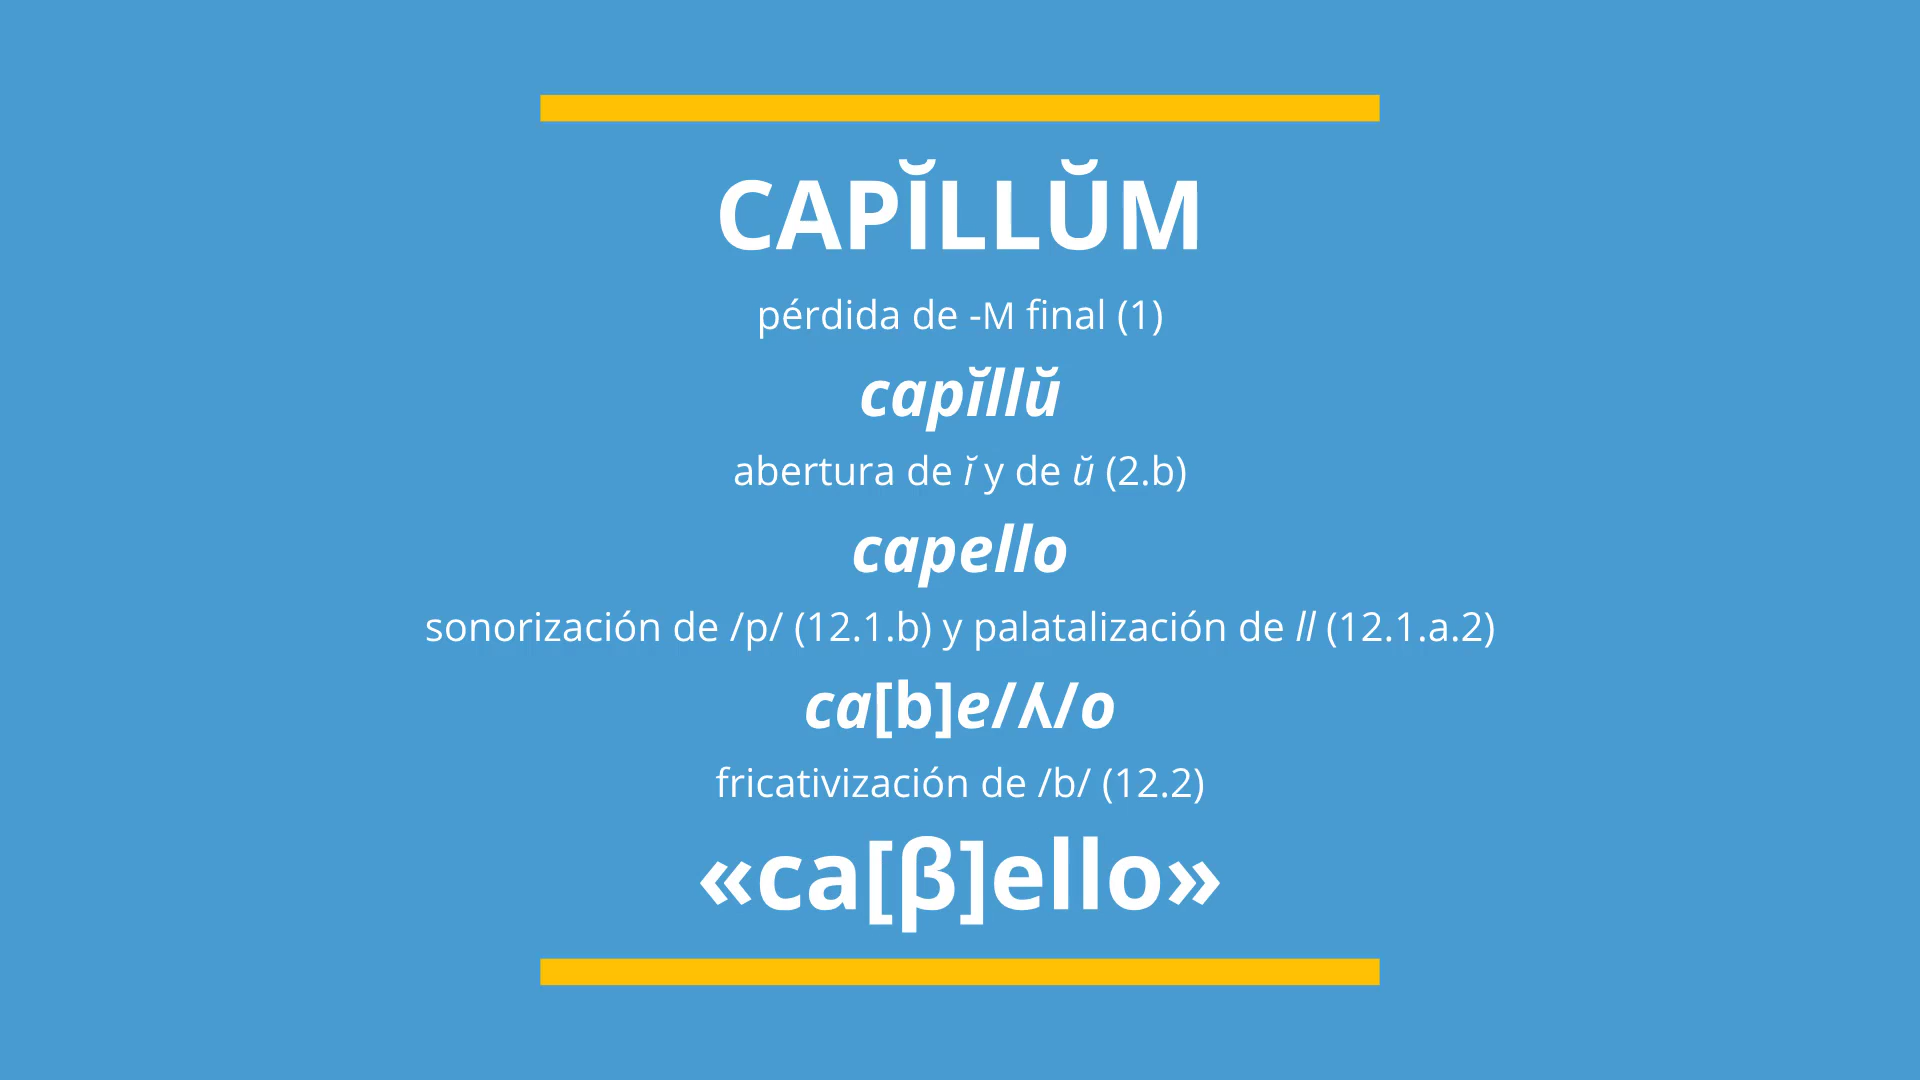 CAPĬLLŬM
pérdida de -M final (1)
capĭllŭ
abertura de ĭ y de ŭ (2.b)
capello
sonorización de /p/ (12.1.b) y palatalización de ll (12.1.a.2)
ca[b]e/ʎ/o
fricativización de /b/ (12.2)
«ca[β]ello»